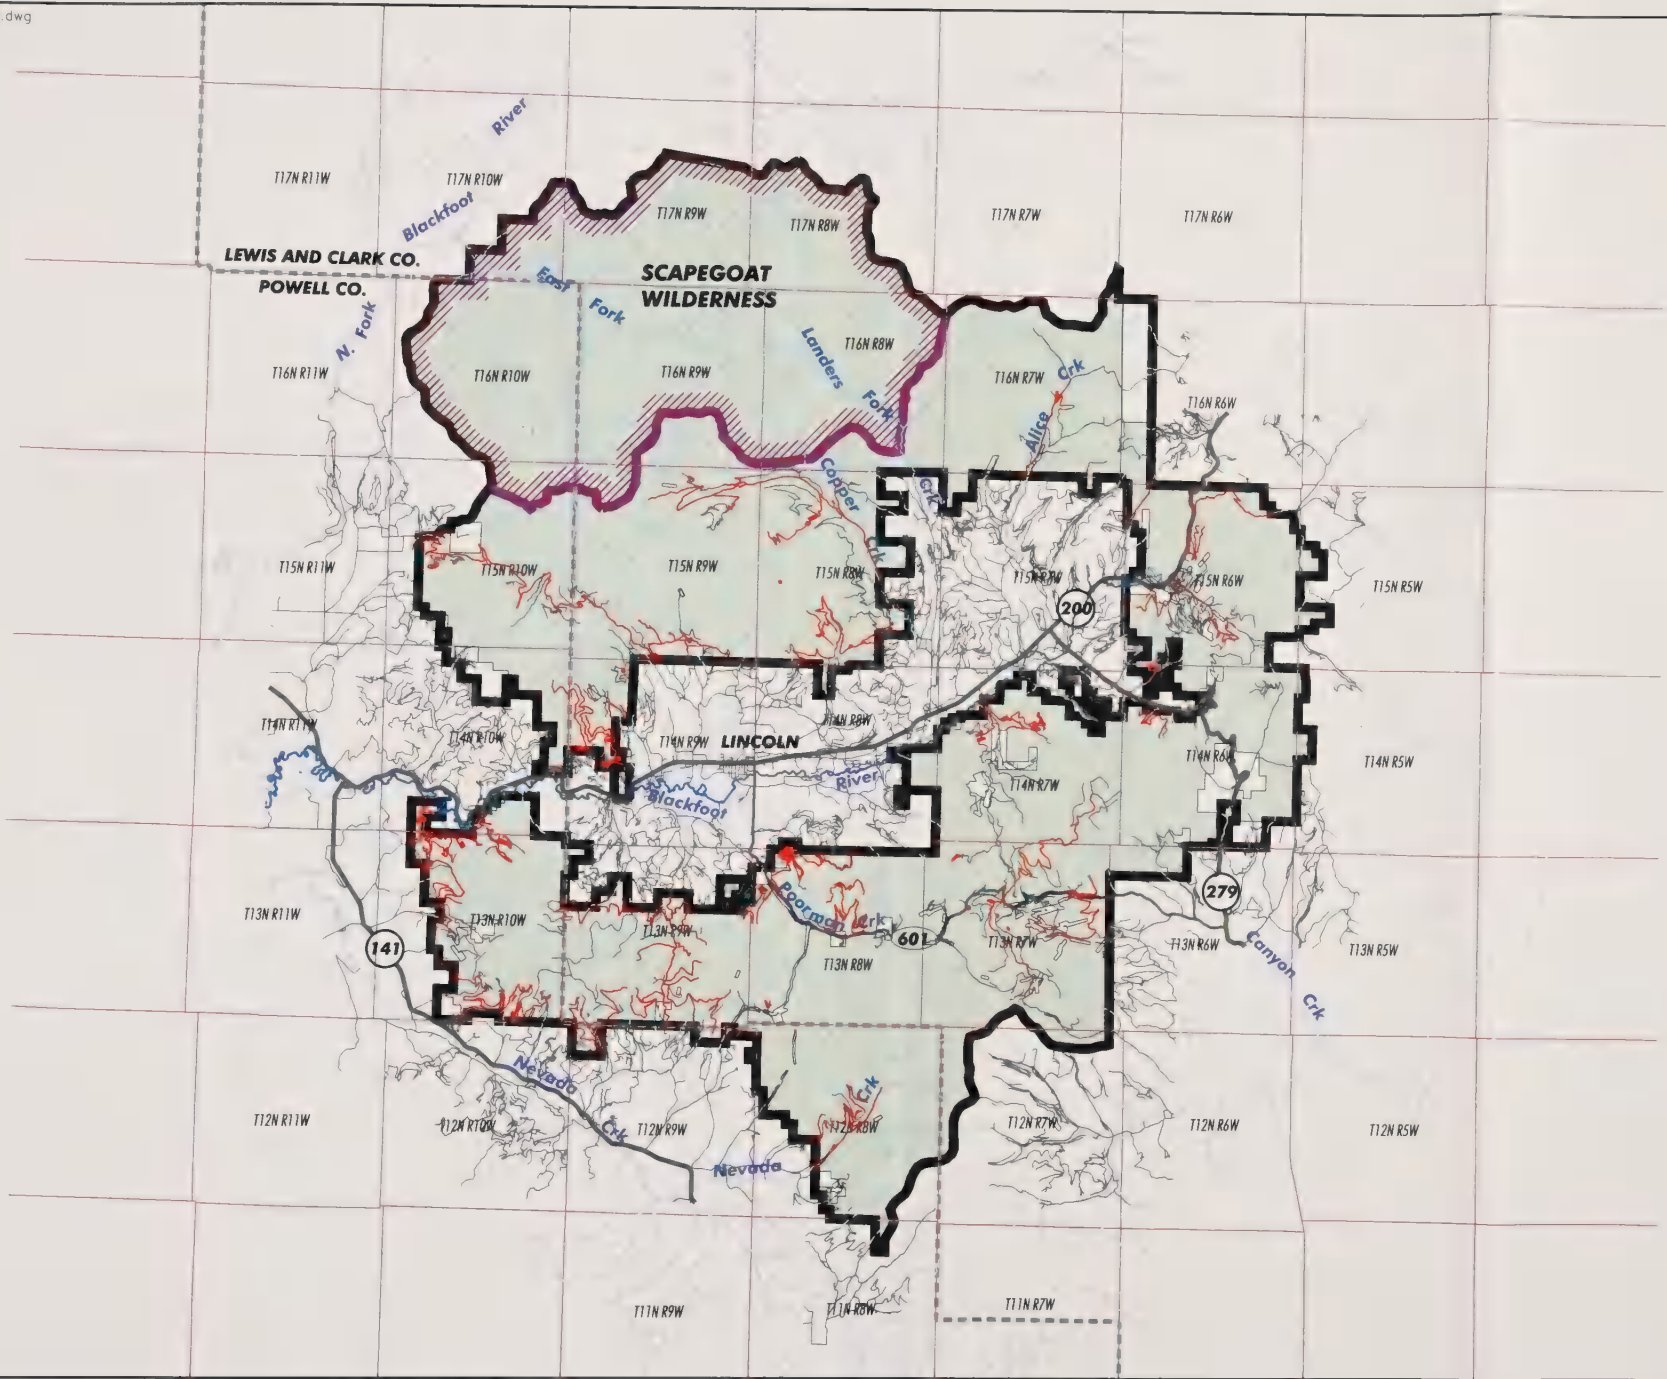 .dwg
River
T17N R11W
T17N R10W
Blackfoot
T17N R9W
T17N R8W
T17N R7W
T17N R6W
LEWIS AND CLARK CO.
POWELL CO.
East
Fork
SCAPEGOAT
WILDERNESS
N. Fork
Landers
Fork
T16N R11W
T16N R10W
T16N R9W
T16N R8W
T16N R7W
Alice
Crk
T16N R6W
Copper
Crk
Crk
T15N R11W
T15N R10W
T15N R9W
T15N R8W
T15N R7W
T15N R6W
T15N R5W
200
T14N R11W
T14N R10W
T14N R9W
LINCOLN
T14N R8W
T14N R7W
T14N R6W
T14N R5W
Blackfoot
River
279
T13N R11W
T13N R10W
T13N R9W
Poorman Crk
T13N R8W
601
T13N R7W
T13N R6W
T13N R5W
Canyon
Crk
141
Nevada
Crk
Nevada
Crk
T12N R11W
T12N R10W
T12N R9W
T12N R8W
T12N R7W
T12N R6W
T12N R5W
T11N R9W
T11N R8W
T11N R7W